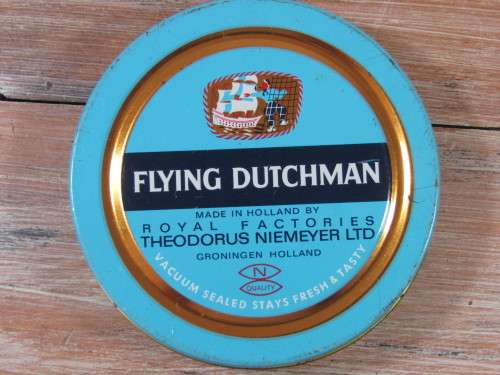 FLYING DUTCHMAN
MADE IN HOLLAND BY
ROYAL FACTORIES
THEODORUS NIEMEYER LTD
GRONINGEN HOLLAND
N
QUALITY
VACUUM SEALED STAYS FRESH & TASTY